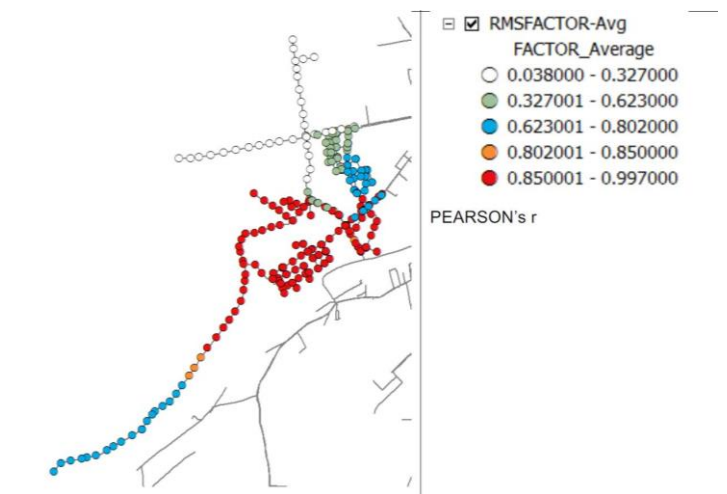 RMSFACTOR-Avg
FACTOR_Average
0.038000 - 0.327000
0.327001 - 0.623000
0.623001 - 0.802000
0.802001 - 0.850000
0.850001 - 0.997000
PEARSON's r